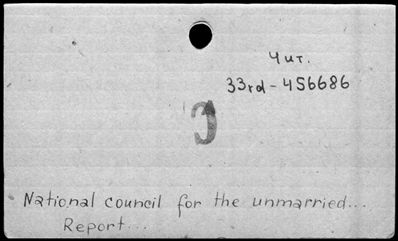 Чит.
33rd-456686
3
National council for the unmarried...
Report...